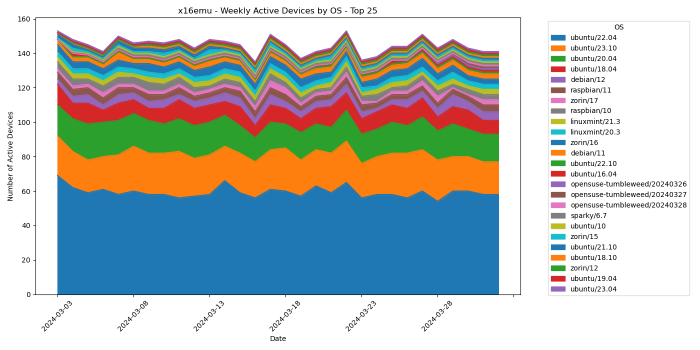 x16emu - Weekly Active Devices by OS - Top 25
Number of Active Devices
160
140
120
100
80
60
40
20
0
2024-03-03
2024-03-08
2024-03-13
2024-03-18
2024-03-23
2024-03-28
Date
OS
ubuntu/22.04
ubuntu/23.10
ubuntu/20.04
ubuntu/18.04
debian/12
raspbian/11
zorin/17
raspbian/10
linuxmint/21.3
linuxmint/20.3
zorin/16
debian/11
ubuntu/22.10
ubuntu/16.04
opensuse-tumbleweed/20240326
opensuse-tumbleweed/20240327
opensuse-tumbleweed/20240328
sparky/6.7
ubuntu/10
zorin/15
ubuntu/21.10
ubuntu/18.10
zorin/12
ubuntu/19.04
ubuntu/23.04